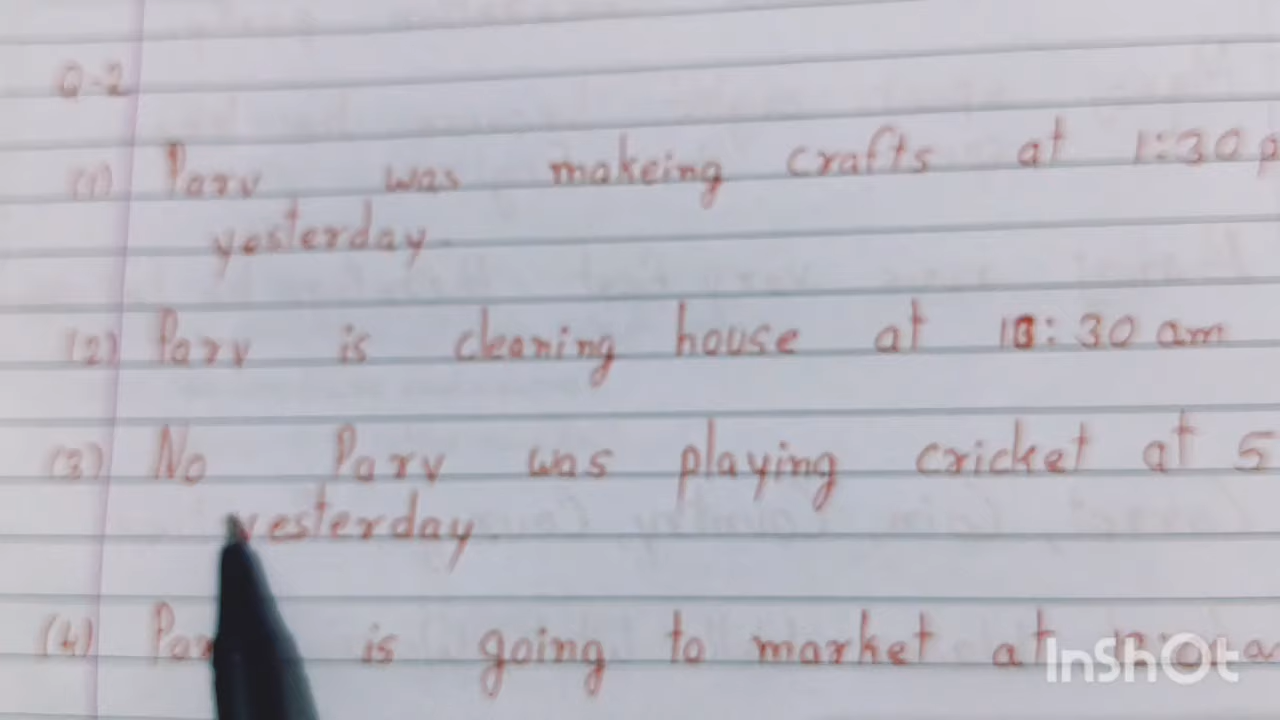 Q-2
(1) Parv was makeing crafts at 1:30 p
yesterday.
(2) Parv is cleaning house at 10:30 am
(3) No Parv was playing cricket at 5
yesterday.
(4) is going to market at
InShOt